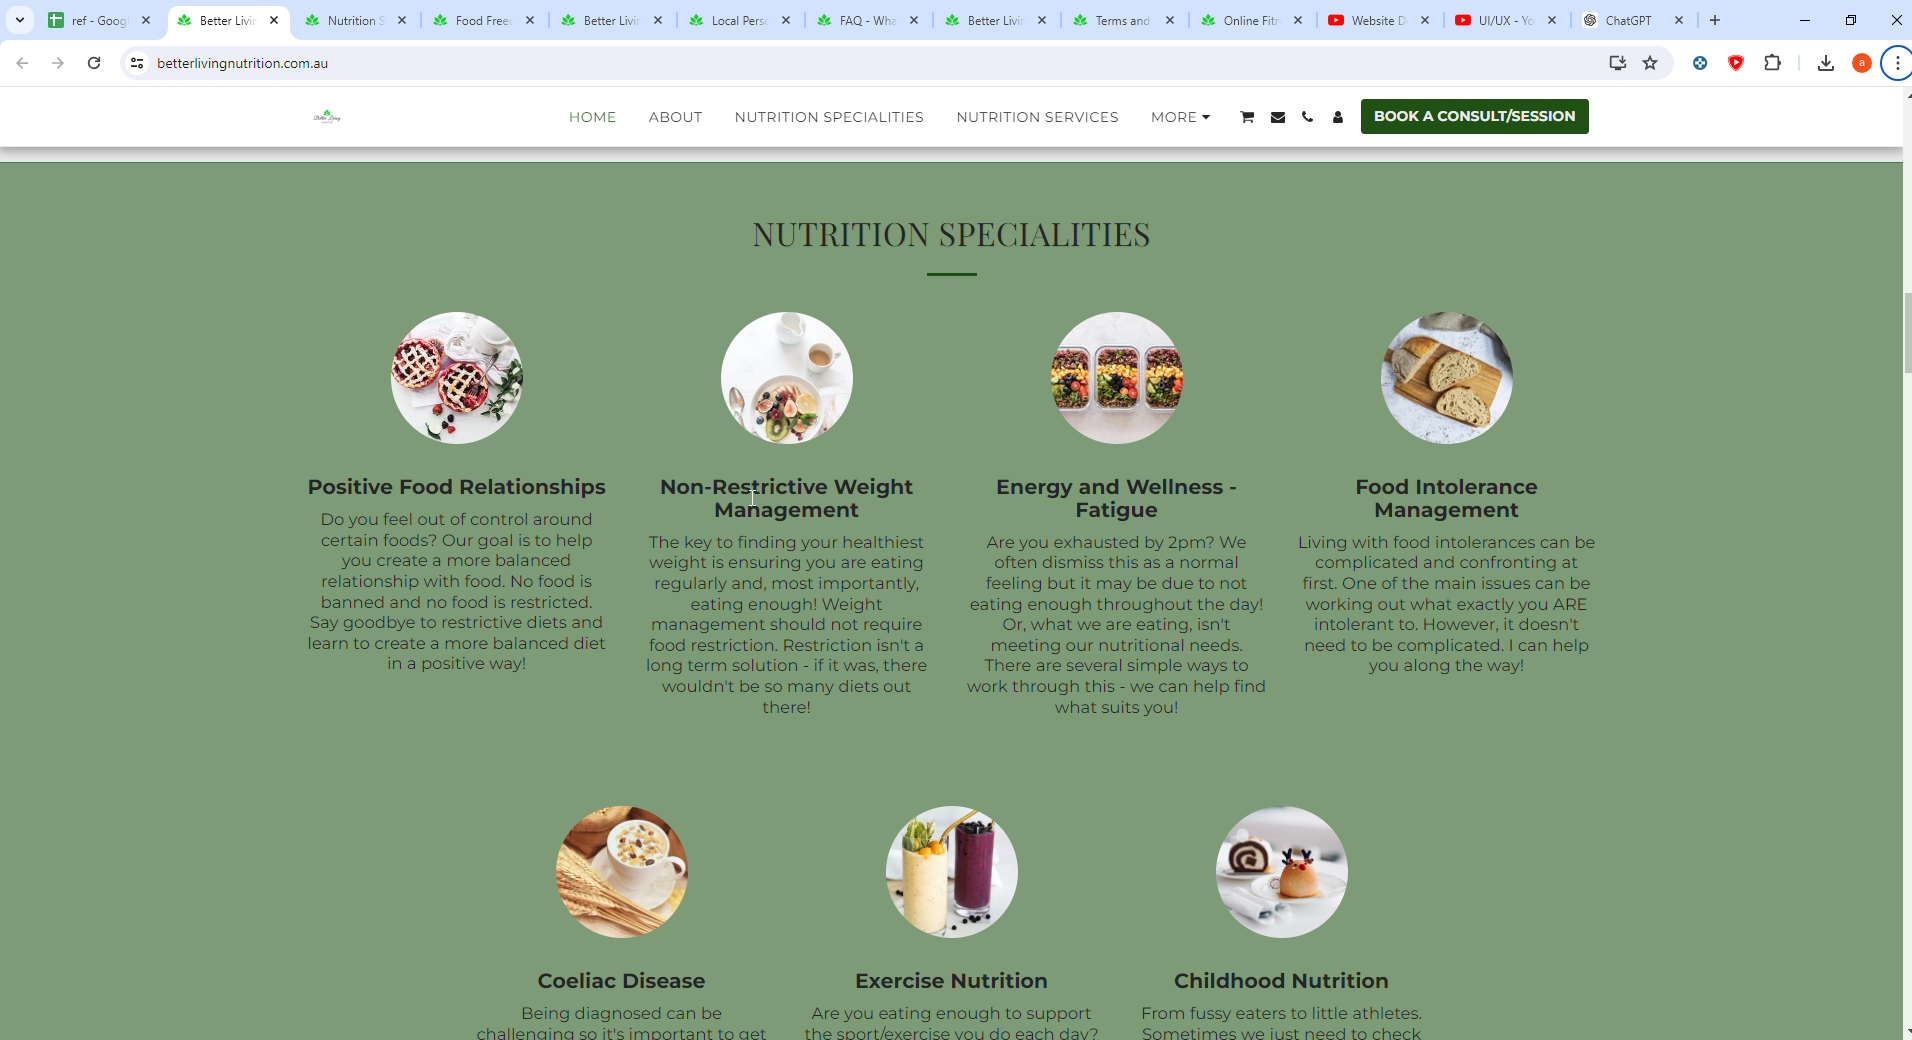 ref - Goog
Better Livin
Nutrition S
Food Free
Better Livin
Local Pers
FAQ - Wha
Better Livin
Terms and
Online Fitn
Website D
UI/UX - Yo
ChatGPT
betterlivingnutrition.com.au
a
Better Living
HOME
ABOUT
NUTRITION SPECIALITIES
NUTRITION SERVICES
MORE
BOOK A CONSULT/SESSION
NUTRITION SPECIALITIES
Positive Food Relationships
Do you feel out of control around
certain foods? Our goal is to help
you create a more balanced
relationship with food. No food is
banned and no food is restricted.
Say goodbye to restrictive diets and
learn to create a more balanced diet
in a positive way!
Non-Restrictive Weight
Management
The key to finding your healthiest
weight is ensuring you are eating
regularly and, most importantly,
eating enough! Weight
management should not require
food restriction. Restriction isn't a
long term solution - if it was, there
wouldn't be so many diets out
there!
Energy and Wellness -
Fatigue
Are you exhausted by 2pm? We
often dismiss this as a normal
feeling but it may be due to not
eating enough throughout the day!
Or, what we are eating, isn't
meeting our nutritional needs.
There are several simple ways to
work through this - we can help find
what suits you!
Food Intolerance
Management
Living with food intolerances can be
complicated and confronting at
first. One of the main issues can be
working out what exactly you ARE
intolerant to. However, it doesn't
need to be complicated. I can help
you along the way!
Coeliac Disease
Being diagnosed can be
challenging so it's important to get
Exercise Nutrition
Are you eating enough to support
the sport/exercise you do each day?
Childhood Nutrition
From fussy eaters to little athletes.
Sometimes we just need to check